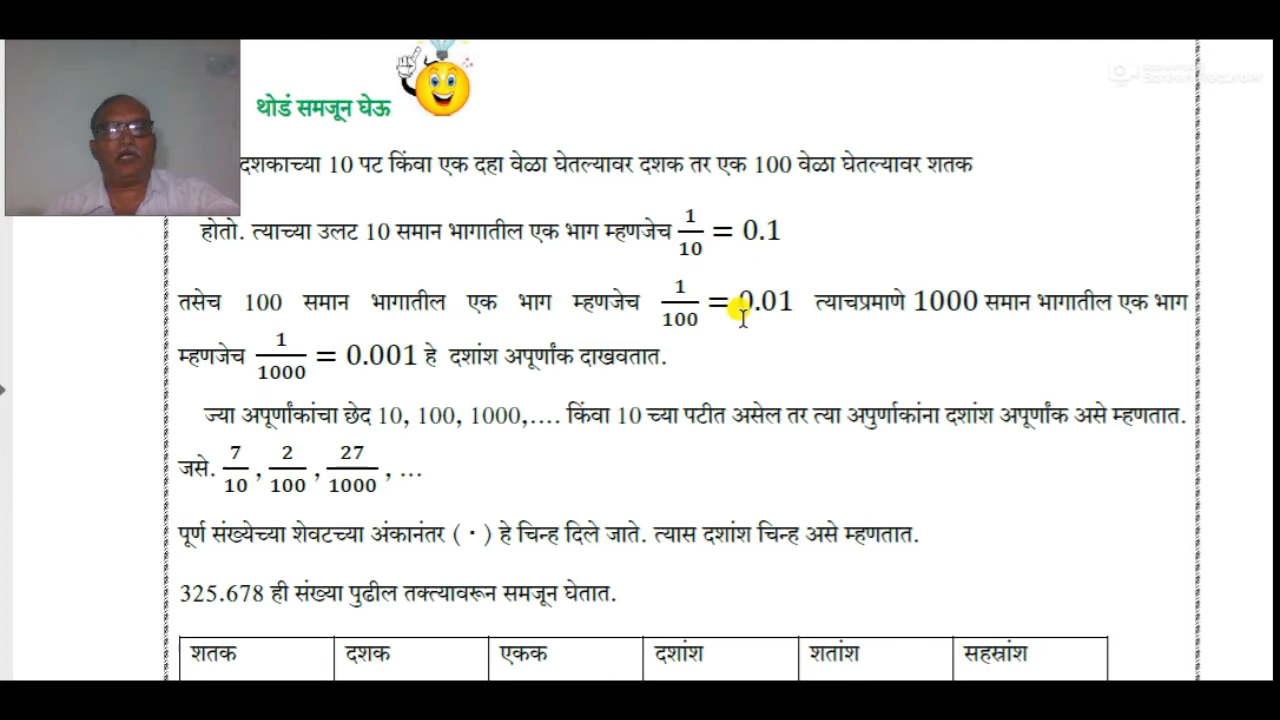 थोडं समजून घेऊ
दशकाच्या 10 पट किंवा एक दहा वेळा घेतल्यावर दशक तर एक 100 वेळा घेतल्यावर शतक
होतो. त्याच्या उलट 10 समान भागातील एक भाग म्हणजेच 1/10 = 0.1
तसेच 100 समान भागातील एक भाग म्हणजेच 1/100 = 0.01 त्याचप्रमाणे 1000 समान भागातील एक भाग
म्हणजेच 1/1000 = 0.001 हे दशांश अपूर्णांक दाखवतात.
ज्या अपूर्णांकांचा छेद 10, 100, 1000,.... किंवा 10 च्या पटीत असेल तर त्या अपुर्णाकांना दशांश अपूर्णांक असे म्हणतात.
जसे. 7/10 , 2/100 , 27/1000 , ...
पूर्ण संख्येच्या शेवटच्या अंकानंतर ( · ) हे चिन्ह दिले जाते. त्यास दशांश चिन्ह असे म्हणतात.
325.678 ही संख्या पुढील तक्त्यावरून समजून घेतात.
शतक दशक एकक दशांश शतांश सहस्रांश